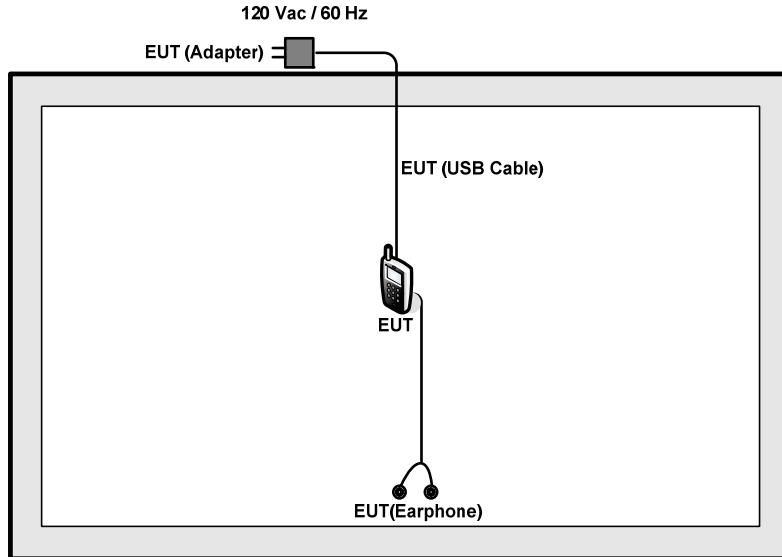 120 Vac / 60 Hz
EUT (Adapter)
EUT (USB Cable)
EUT
EUT(Earphone)